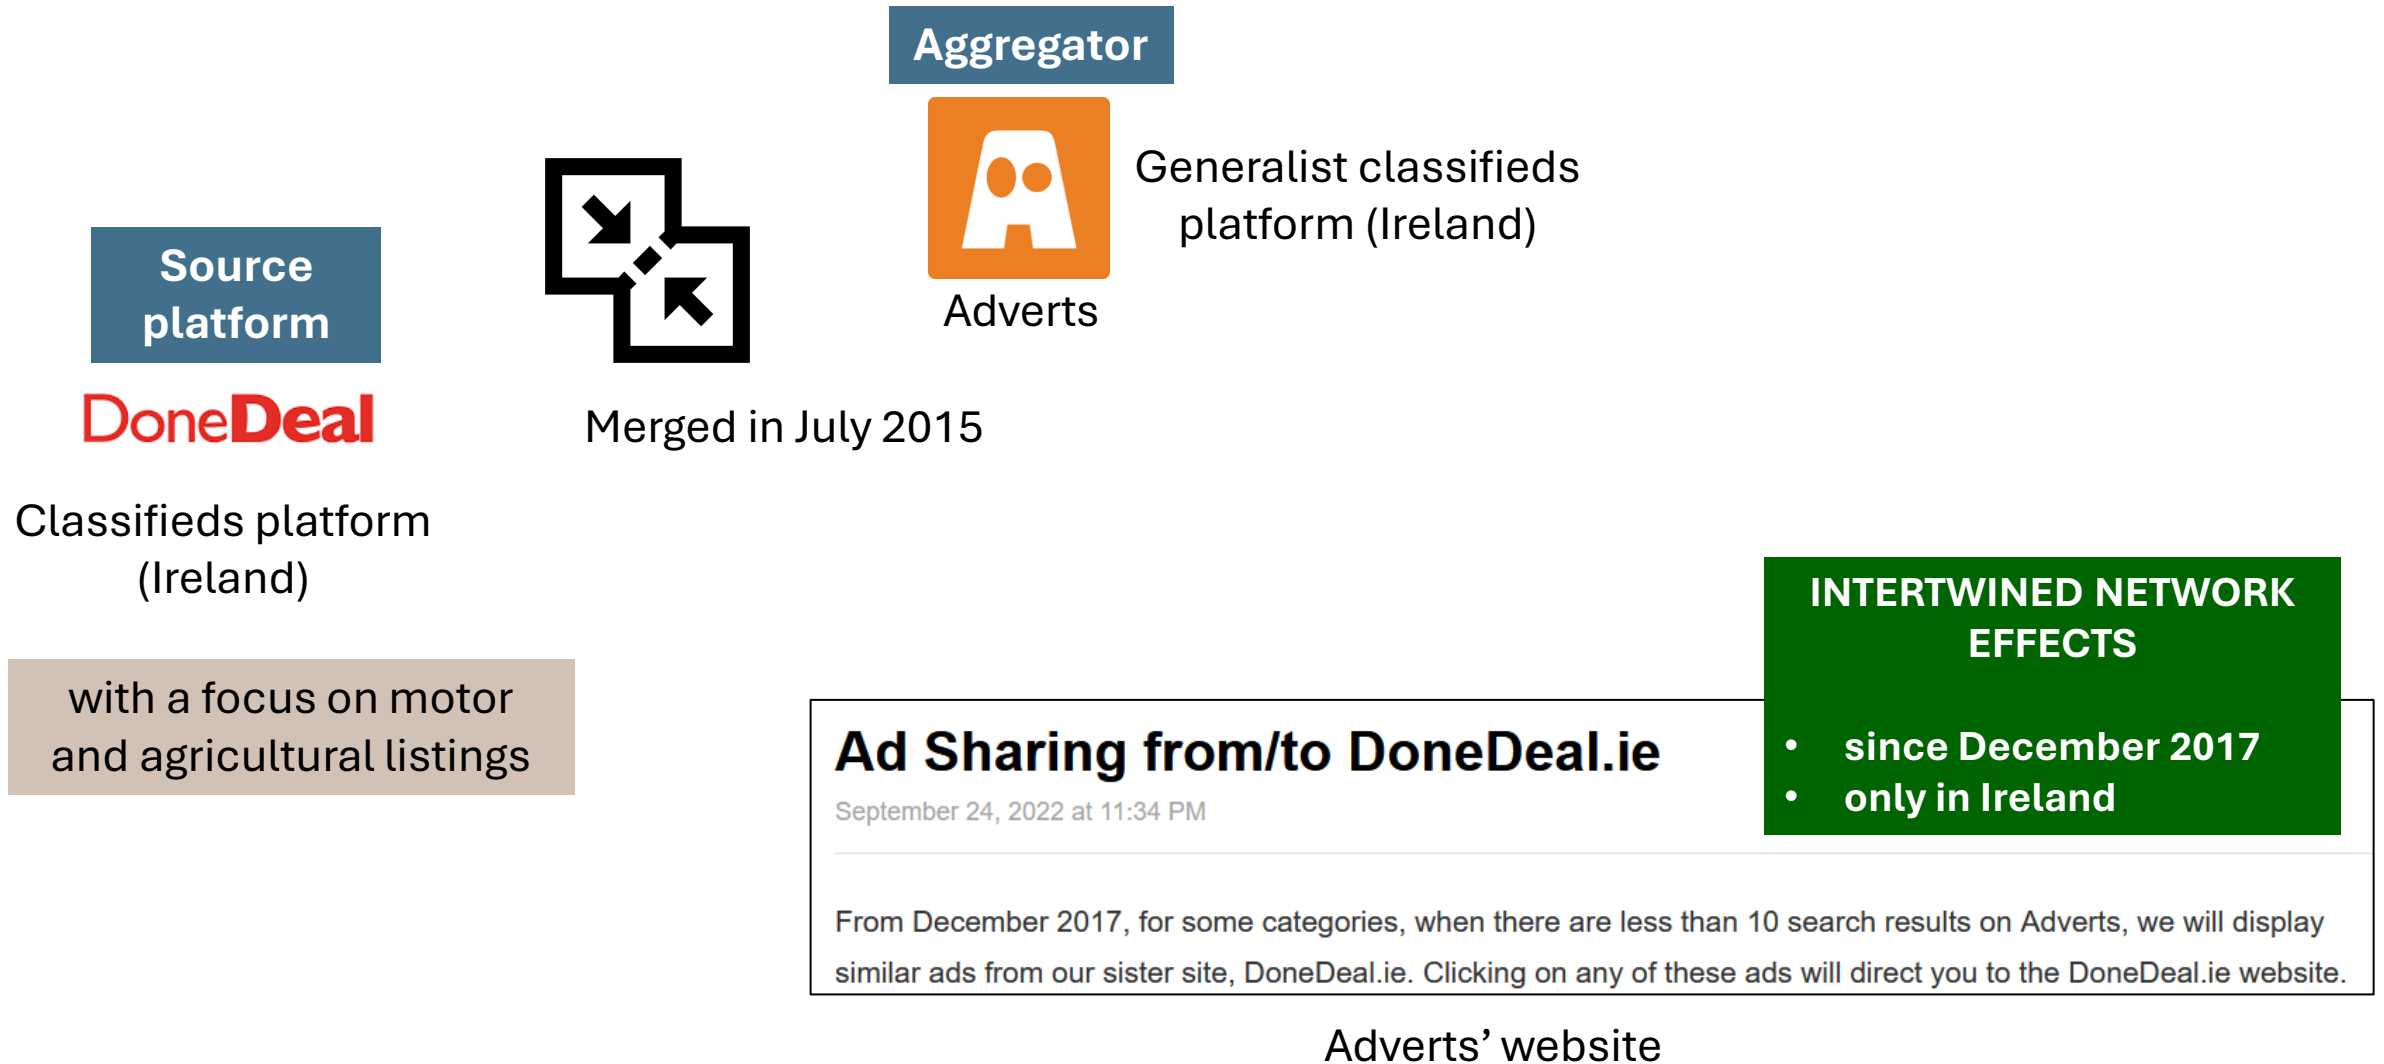 Aggregator
Generalist classifieds
platform (Ireland)
Adverts
Source
platform
DoneDeal
Merged in July 2015
Classifieds platform
(Ireland)
with a focus on motor
and agricultural listings
INTERTWINED NETWORK
EFFECTS
• since December 2017
• only in Ireland
Ad Sharing from/to DoneDeal.ie
September 24, 2022 at 11:34 PM
From December 2017, for some categories, when there are less than 10 search results on Adverts, we will display
similar ads from our sister site, DoneDeal.ie. Clicking on any of these ads will direct you to the DoneDeal.ie website.
Adverts’ website